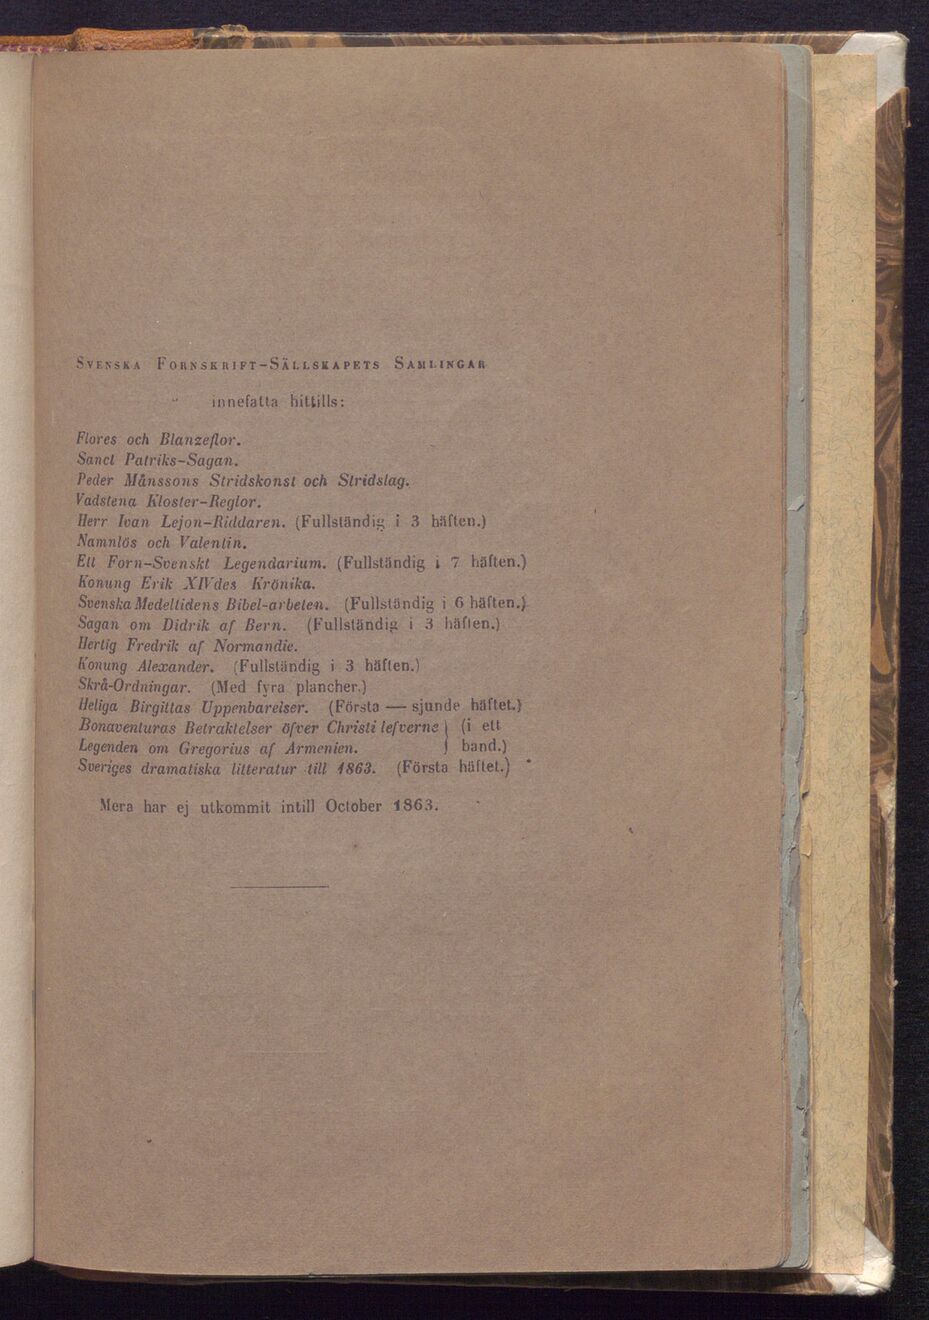 Svenska Fornskrift-Sällskapets Samlingar
innefatta hittills:
Flores och Blanzeflor.
Sanct Patriks-Sagan.
Peder Månssons Stridskonst och Stridslag.
Vadstena Kloster-Reglor.
Herr Ivan Lejon-Riddaren. (Fullständig i 3 häften.)
Namnlös och Valentin.
Ett Forn-Svenskt Legendarium. (Fullständig i 7 häften.)
Konung Erik XIVdes Krönika.
Svenska Medeltidens Bibel-arbeten. (Fullständig i 6 häften.)
Sagan om Didrik af Bern. (Fullständig i 3 häften.)
Hertig Fredrik af Normandie.
Konung Alexander. (Fullständig i 3 häften.)
Skrå-Ordningar. (Med fyra plancher.)
Heliga Birgittas Uppenbarelser. (Första — sjunde häftet.)
Bonaventuras Betraktelser öfver Christi lefverne } (i ett
Legenden om Gregorius af Armenien. } band.)
Sveriges dramatiska litteratur till 1863. (Första häftet.)
Mera har ej utkommit intill October 1863.